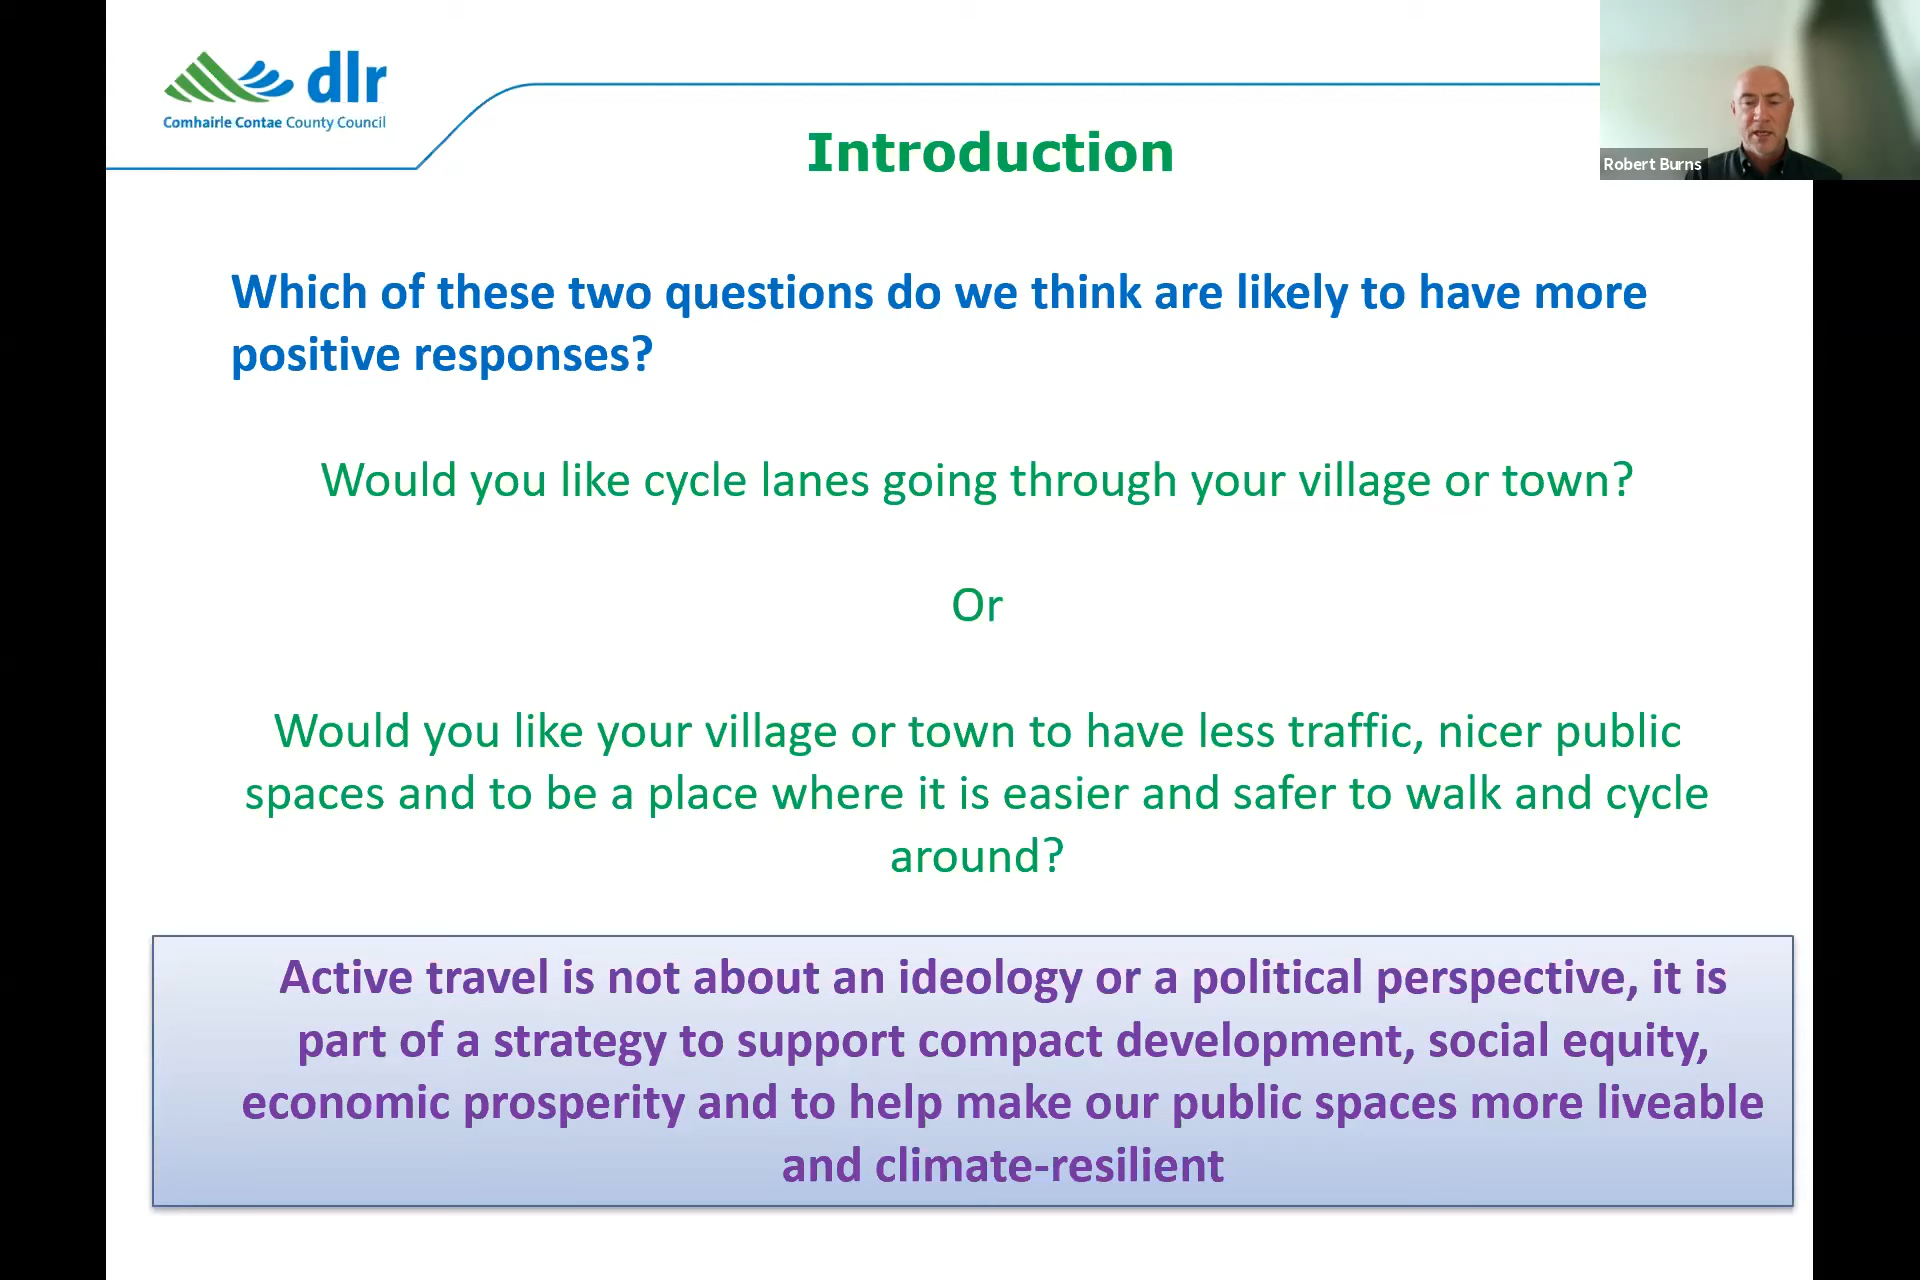 dlr
Comhairle Contae County Council
Introduction
Robert Burns
Which of these two questions do we think are likely to have more
positive responses?
Would you like cycle lanes going through your village or town?
Or
Would you like your village or town to have less traffic, nicer public
spaces and to be a place where it is easier and safer to walk and cycle
around?
Active travel is not about an ideology or a political perspective, it is
part of a strategy to support compact development, social equity,
economic prosperity and to help make our public spaces more liveable
and climate-resilient